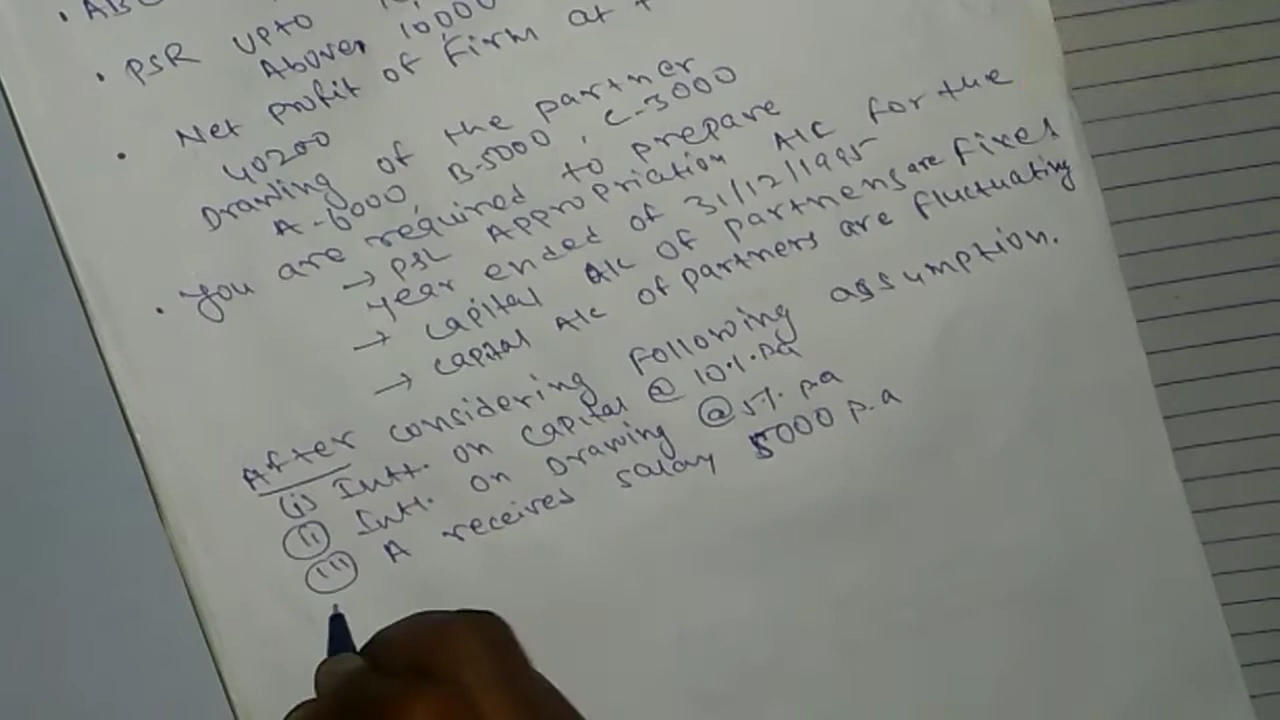 PSR upto
Above 10000
Net profit of firm at
40200
Drawing of the partner
A-6000, B-5000, C-3000
You are required to prepare
→ P&L Appropriation A/C for the
year ended of 31/12/1995
→ capital A/C of partners are fixed
→ capital A/C of partners are fluctuating
After considering following assumption.
(i) Intt. on capital @ 10%.pa
(ii) Intt. on Drawing @5%. p.a
(iii) A receives salary 5000 p.a